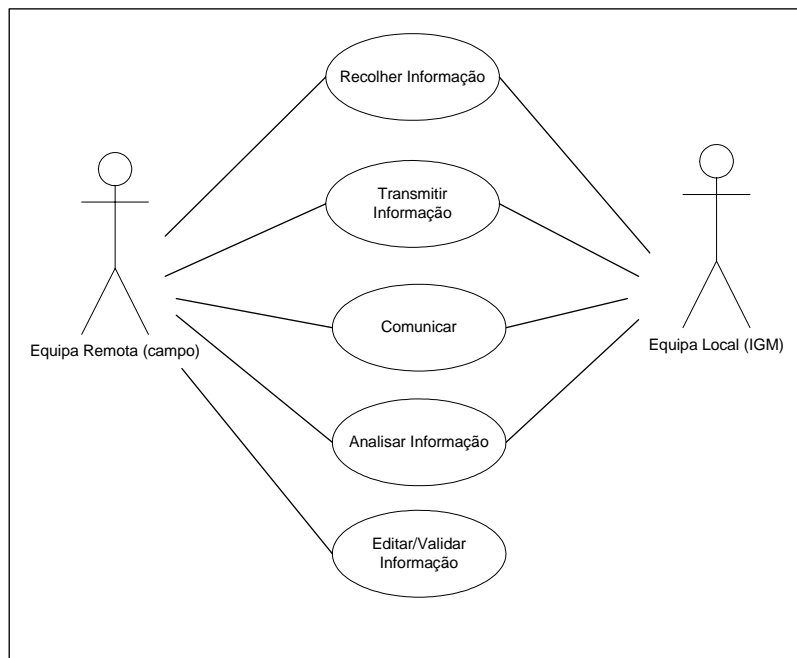 Recolher Informação
Transmitir
Informação
Comunicar
Equipa Remota (campo)
Equipa Local (IGM)
Analisar Informação
Editar/Validar
Informação